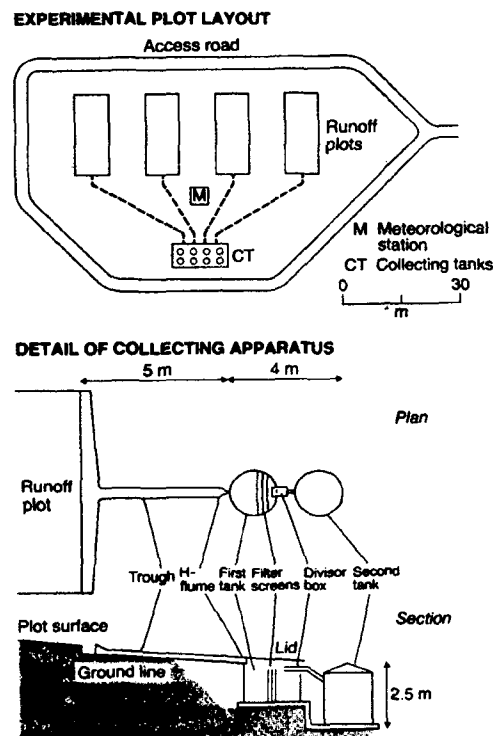 EXPERIMENTAL PLOT LAYOUT
Access road
Runoff
plots
M
CT
M Meteorological
station
CT Collecting tanks
0 30
m
DETAIL OF COLLECTING APPARATUS
5 m 4 m
Plan
Runoff
plot
Trough H-flume First tank Filter screens Divisor box Second tank
Section
Plot surface
Lid
Ground line
2.5 m